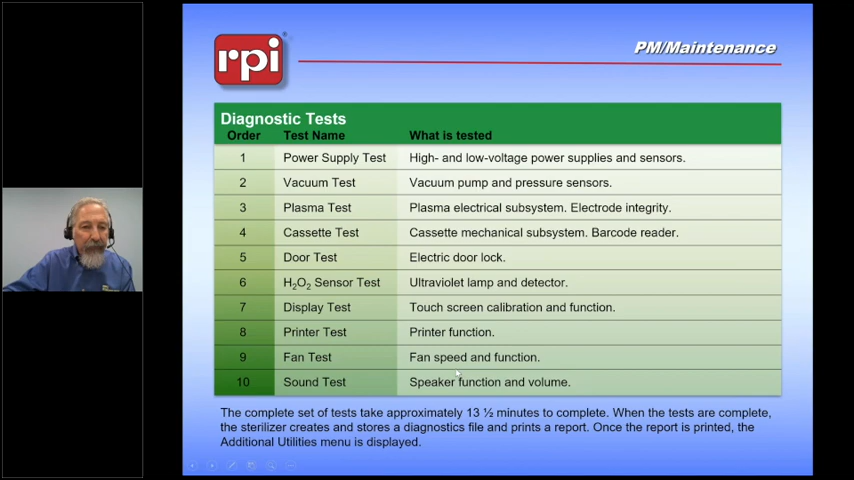 rpi
PM/Maintenance
Diagnostic Tests
Order Test Name What is tested
1 Power Supply Test High- and low-voltage power supplies and sensors.
2 Vacuum Test Vacuum pump and pressure sensors.
3 Plasma Test Plasma electrical subsystem. Electrode integrity.
4 Cassette Test Cassette mechanical subsystem. Barcode reader.
5 Door Test Electric door lock.
6 H₂O₂ Sensor Test Ultraviolet lamp and detector.
7 Display Test Touch screen calibration and function.
8 Printer Test Printer function.
9 Fan Test Fan speed and function.
10 Sound Test Speaker function and volume.
The complete set of tests take approximately 13 ½ minutes to complete. When the tests are complete,
the sterilizer creates and stores a diagnostics file and prints a report. Once the report is printed, the
Additional Utilities menu is displayed.